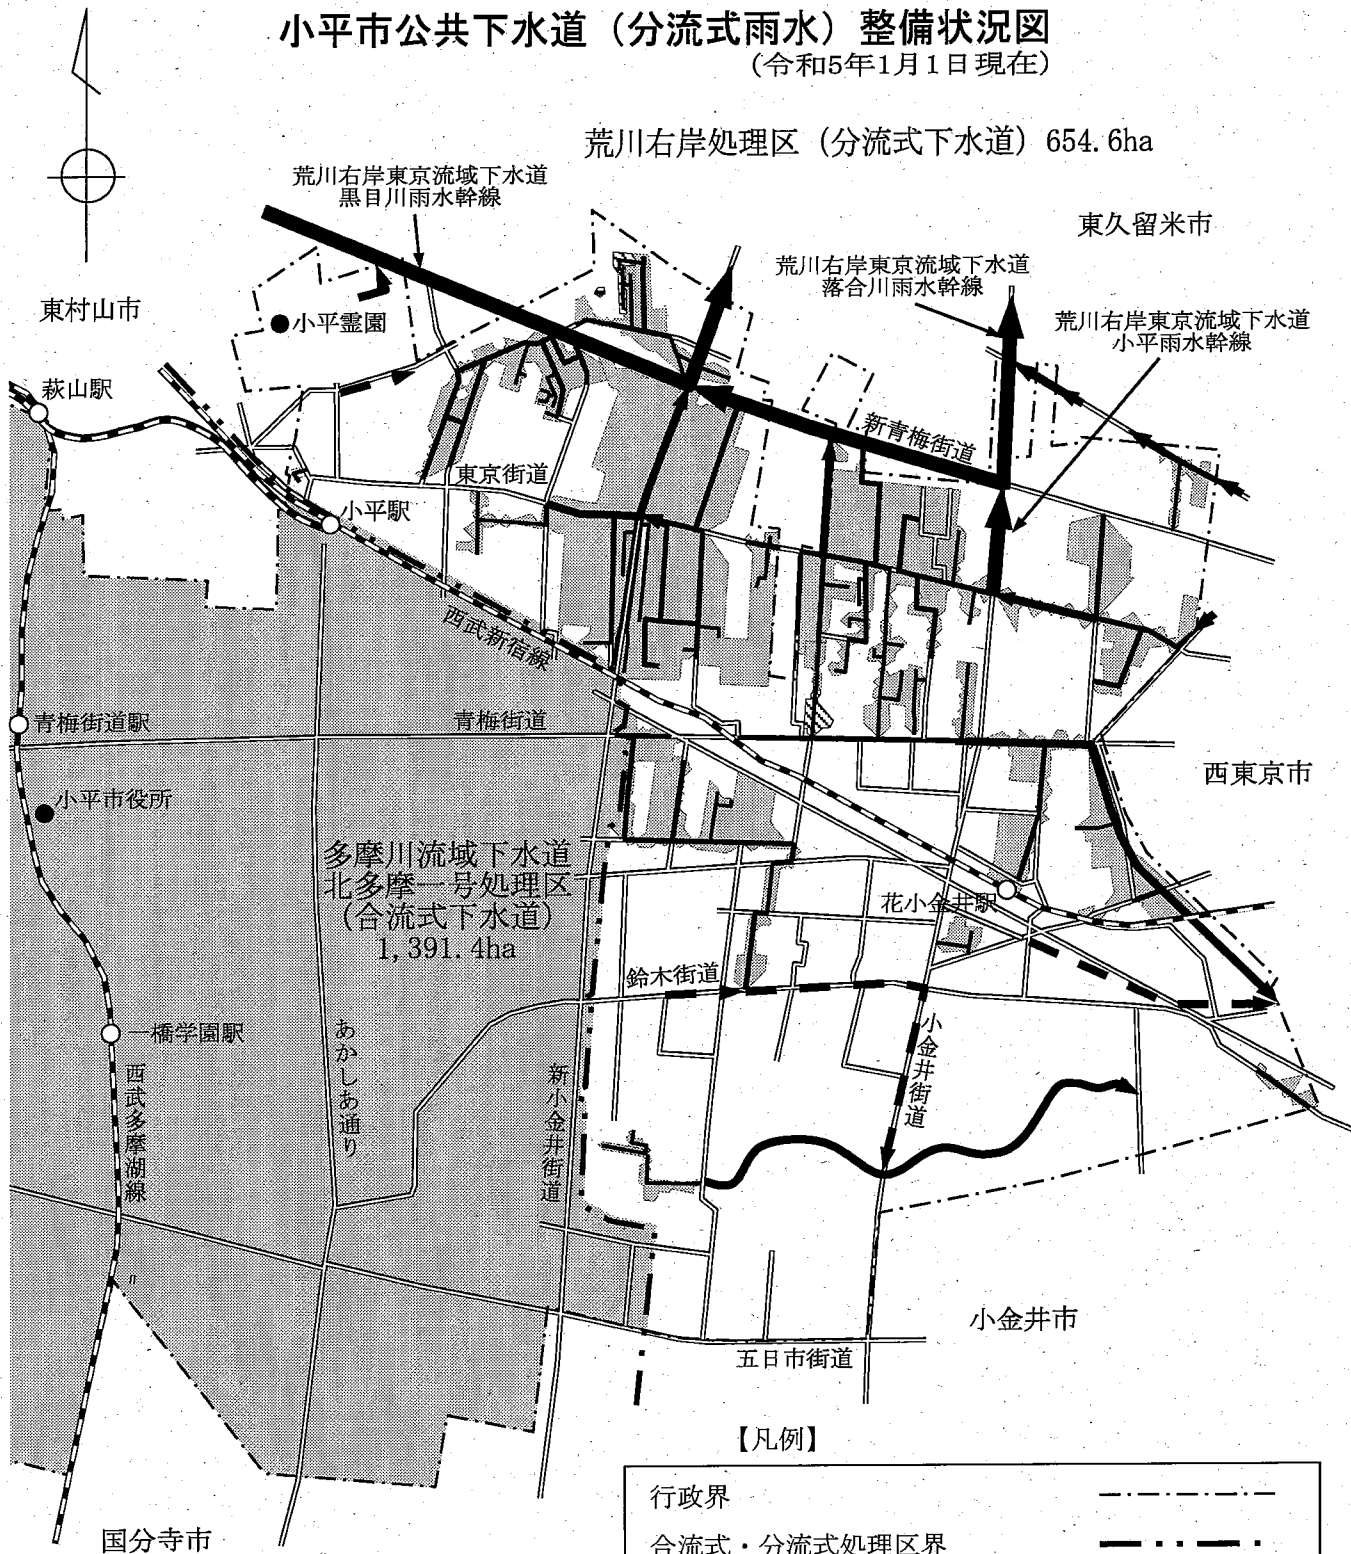 小平市公共下水道（分流式雨水）整備状況図
（令和5年1月1日現在）
荒川右岸処理区（分流式下水道）654.6ha
荒川右岸東京流域下水道
黒目川雨水幹線
東久留米市
荒川右岸東京流域下水道
落合川雨水幹線
東村山市
小平霊園
荒川右岸東京流域下水道
小平雨水幹線
萩山駅
新青梅街道
東京街道
小平駅
西武新宿線
青梅街道駅
青梅街道
西東京市
小平市役所
多摩川流域下水道
北多摩一号処理区
（合流式下水道）
1,391.4ha
花小金井駅
鈴木街道
一橋学園駅
あかしあ通り
小金井街道
西武多摩湖線
新小金井街道
小金井市
五日市街道
【凡例】
行政界
国分寺市
合流式・分流式処理区界